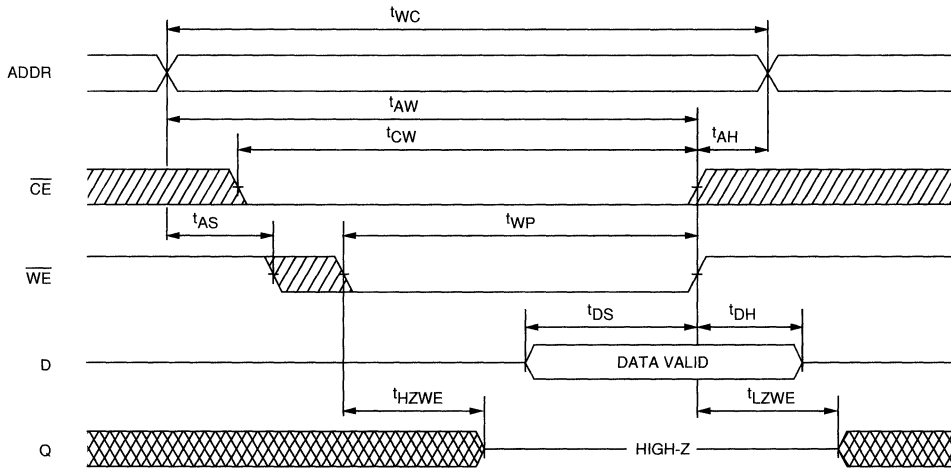 tWC
ADDR
tAW
tCW
tAH
CE
tAS
tWP
WE
tDS
tDH
D
DATA VALID
tHZWE
tLZWE
Q
HIGH-Z